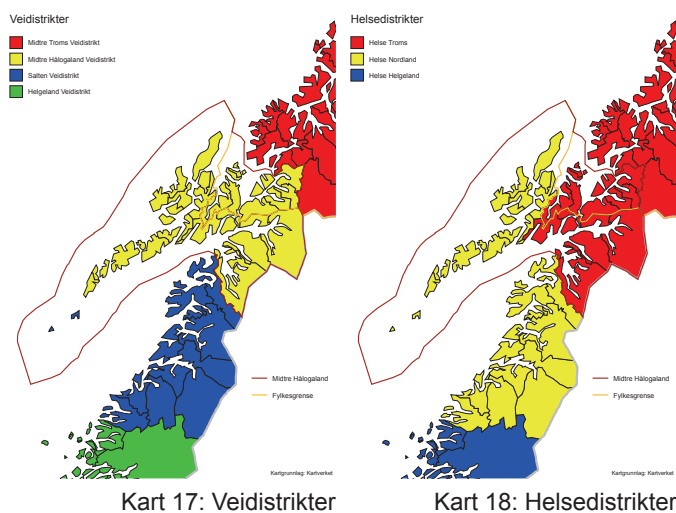 Veidistrikter
Midtre Troms Veidistrikt
Midtre Hålogaland Veidistrikt
Salten Veidistrikt
Helgeland Veidistrikt
Midtre Hålogaland
Fylkesgrense
Kartgrunnlag: Kartverket
Kart 17: Veidistrikter
Helsedistrikter
Helse Troms
Helse Nordland
Helse Helgeland
Midtre Hålogaland
Fylkesgrense
Kartgrunnlag: Kartverket
Kart 18: Helsedistrikter